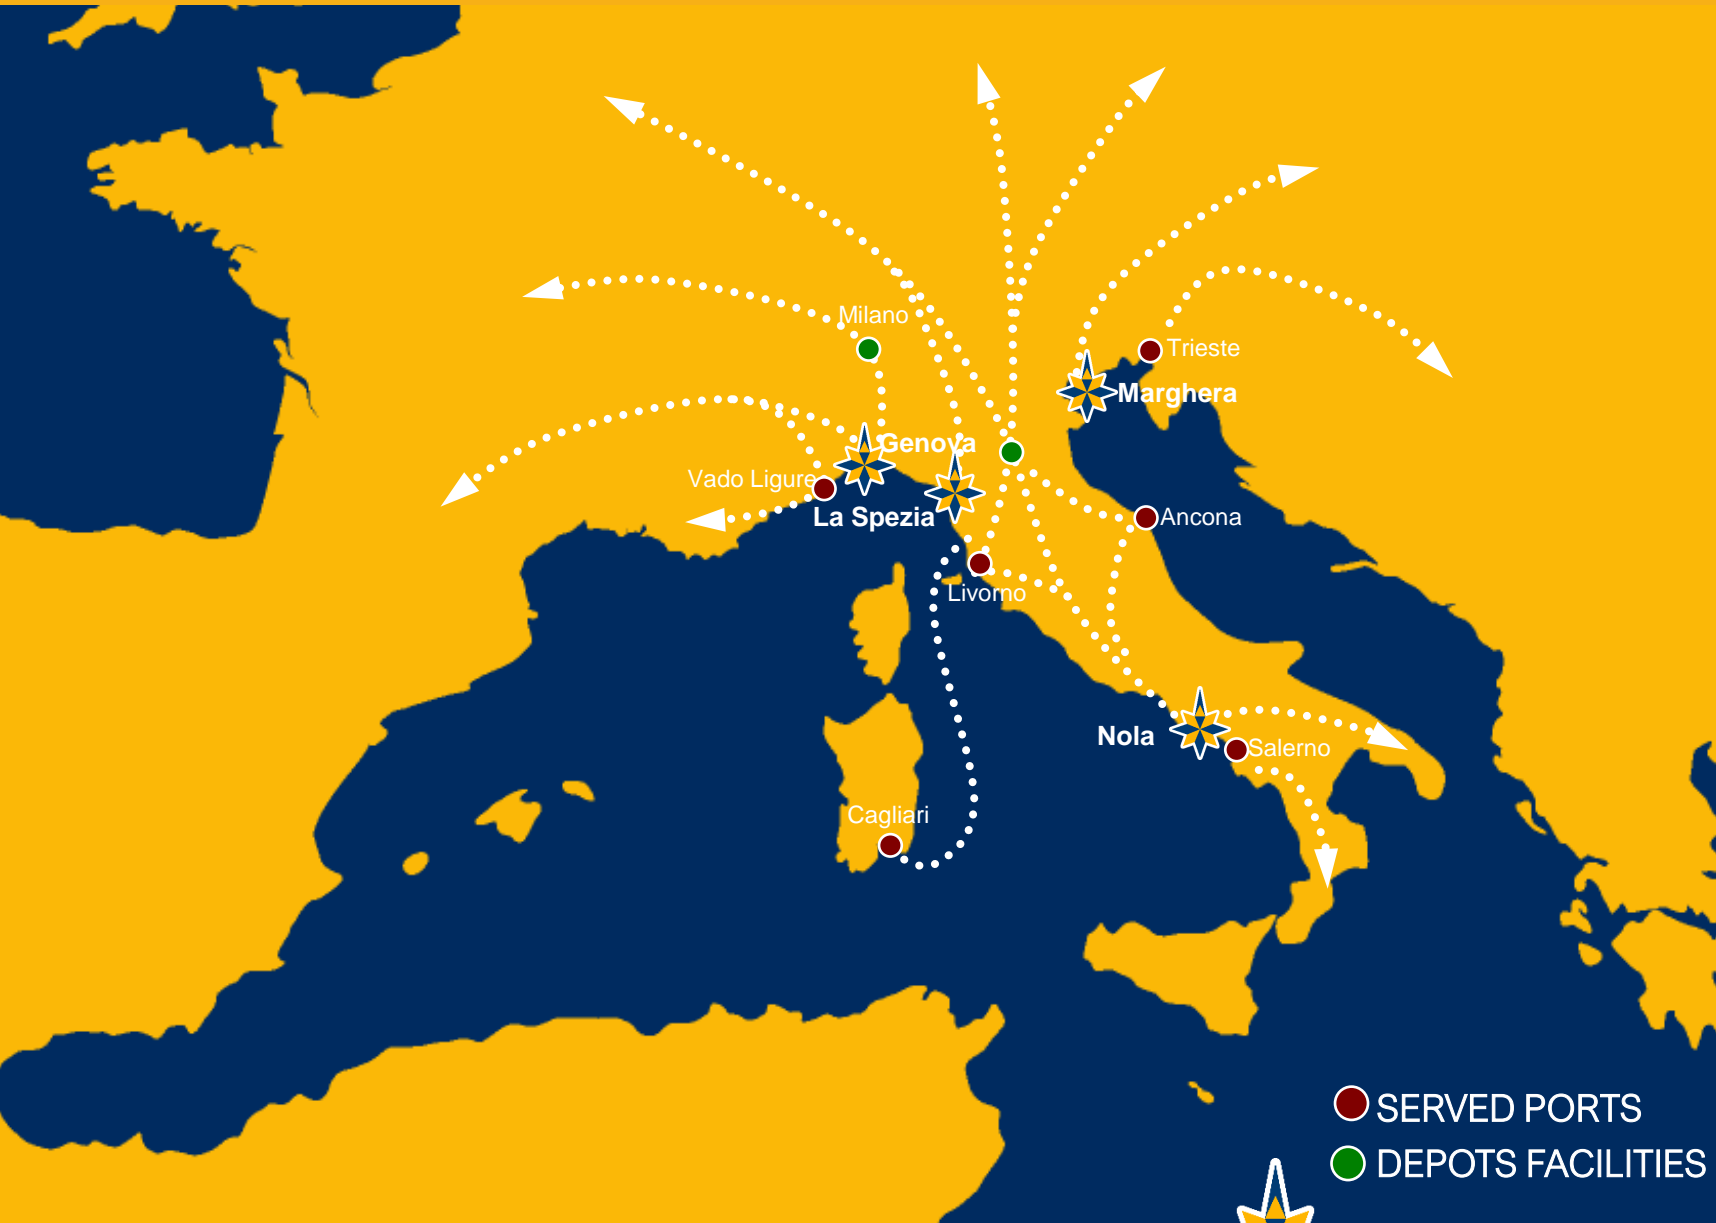 Milano
Trieste
Marghera
Genova
Vado Ligure
La Spezia
Ancona
Livorno
Nola
Salerno
Cagliari
SERVED PORTS
DEPOTS FACILITIES